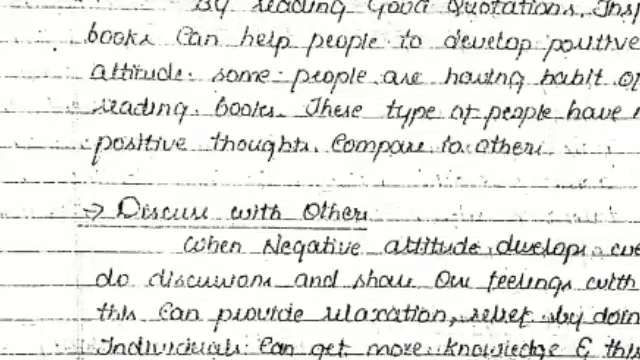 By reading Good Quotations. Insp
books Can help people to develop positive
attitude. some people are having habit of
reading books. These type of people have
positive thoughts. Compare to others.
→ Discuss with Others
When Negative attitude develops
do discussions and share Our feelings with
this Can provide relaxation, relief by doin
Individuals Can get more knowledge & this